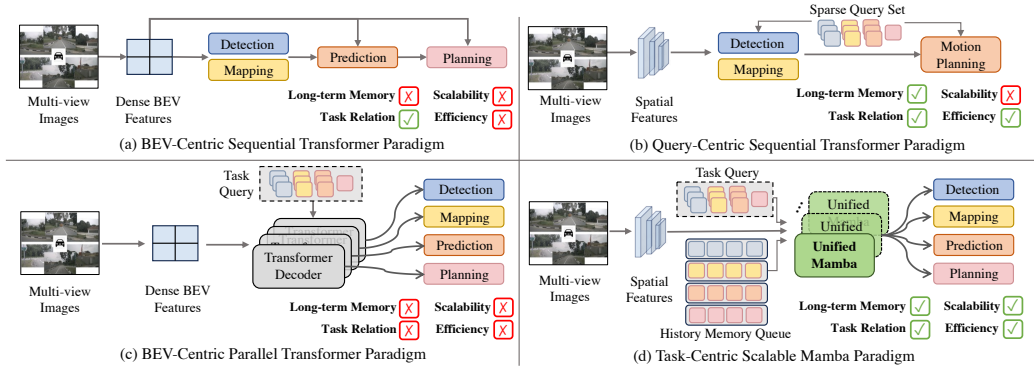 Detection
Mapping
Prediction
Planning
Multi-view
Images
Dense BEV
Features
Long-term Memory
Scalability
Task Relation
Efficiency
(a) BEV-Centric Sequential Transformer Paradigm
Sparse Query Set
Detection
Mapping
Motion
Planning
Multi-view
Images
Spatial
Features
Long-term Memory
Scalability
Task Relation
Efficiency
(b) Query-Centric Sequential Transformer Paradigm
Task
Query
Transformer
Decoder
Detection
Mapping
Prediction
Planning
Multi-view
Images
Dense BEV
Features
Long-term Memory
Scalability
Task Relation
Efficiency
(c) BEV-Centric Parallel Transformer Paradigm
Task Query
Unified
Unified
Unified
Mamba
Detection
Mapping
Prediction
Planning
Multi-view
Images
Spatial
Features
History Memory Queue
Long-term Memory
Scalability
Task Relation
Efficiency
(d) Task-Centric Scalable Mamba Paradigm